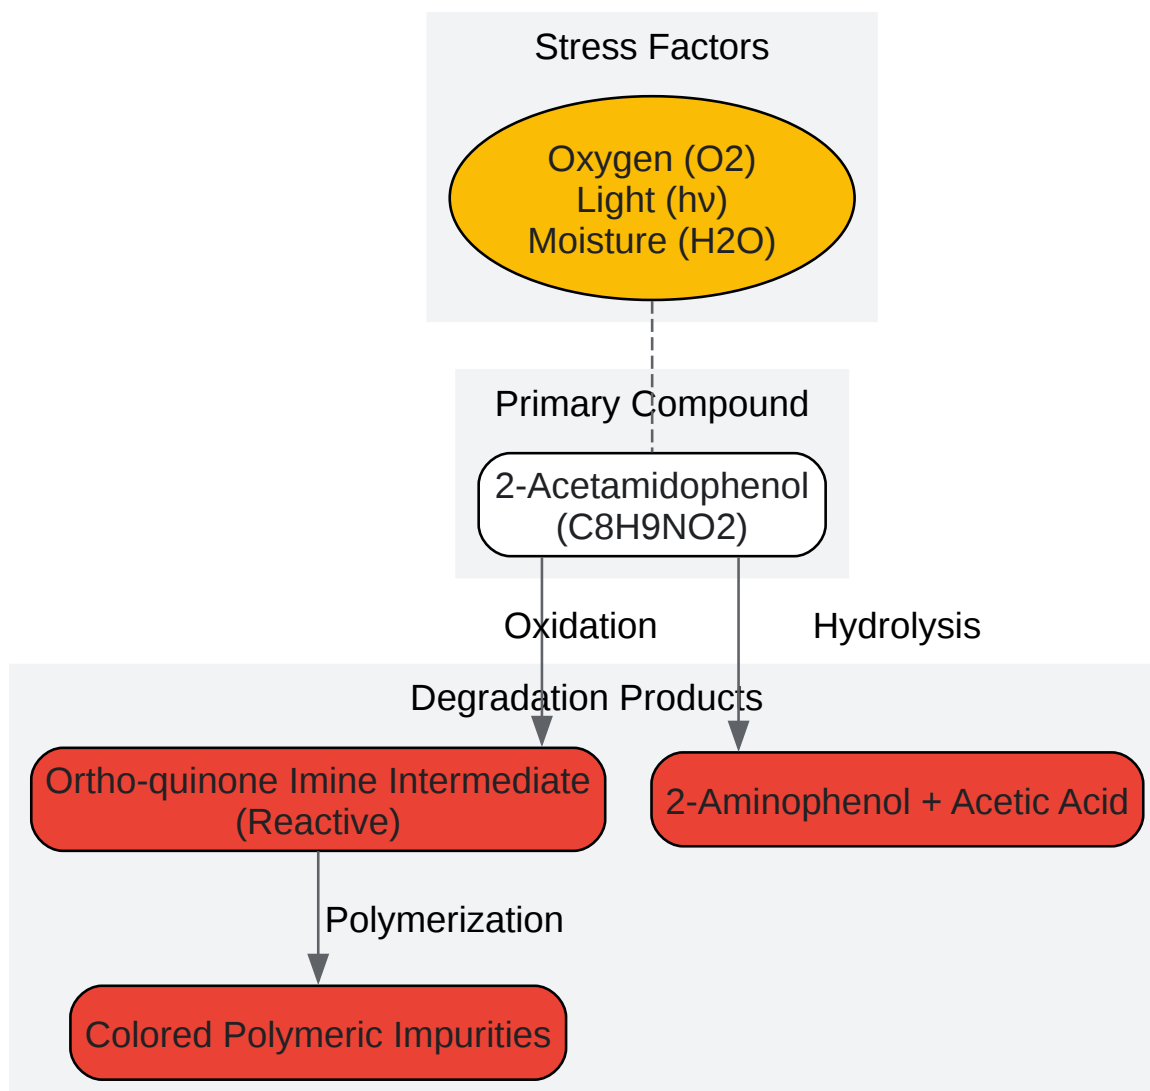 Stress Factors
Oxygen (O2)
Light (hν)
Moisture (H2O)
Primary Compound
2-Acetamidophenol
(C8H9NO2)
Oxidation
Hydrolysis
Degradation Products
Ortho-quinone Imine Intermediate
(Reactive)
2-Aminophenol + Acetic Acid
Polymerization
Colored Polymeric Impurities